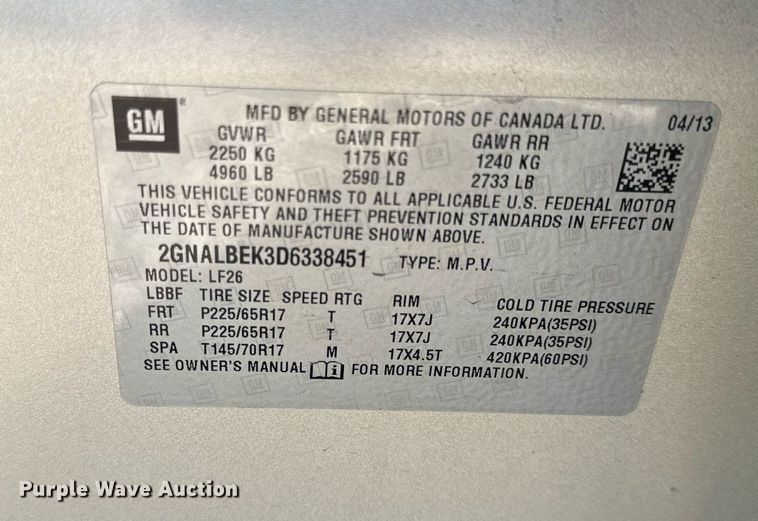 GM ®
MFD BY GENERAL MOTORS OF CANADA LTD. 04/13
GVWR GAWR FRT GAWR RR
2250 KG 1175 KG 1240 KG
4960 LB 2590 LB 2733 LB
THIS VEHICLE CONFORMS TO ALL APPLICABLE U.S. FEDERAL MOTOR
VEHICLE SAFETY AND THEFT PREVENTION STANDARDS IN EFFECT ON
THE DATE OF MANUFACTURE SHOWN ABOVE.
2GNALBEK3D6338451 TYPE: M.P.V.
MODEL: LF26
LBBF TIRE SIZE SPEED RTG RIM COLD TIRE PRESSURE
FRT P225/65R17 T 17X7J 240KPA(35PSI)
RR P225/65R17 T 17X7J 240KPA(35PSI)
SPA T145/70R17 M 17X4.5T 420KPA(60PSI)
SEE OWNER'S MANUAL i FOR MORE INFORMATION.
Purple Wave Auction